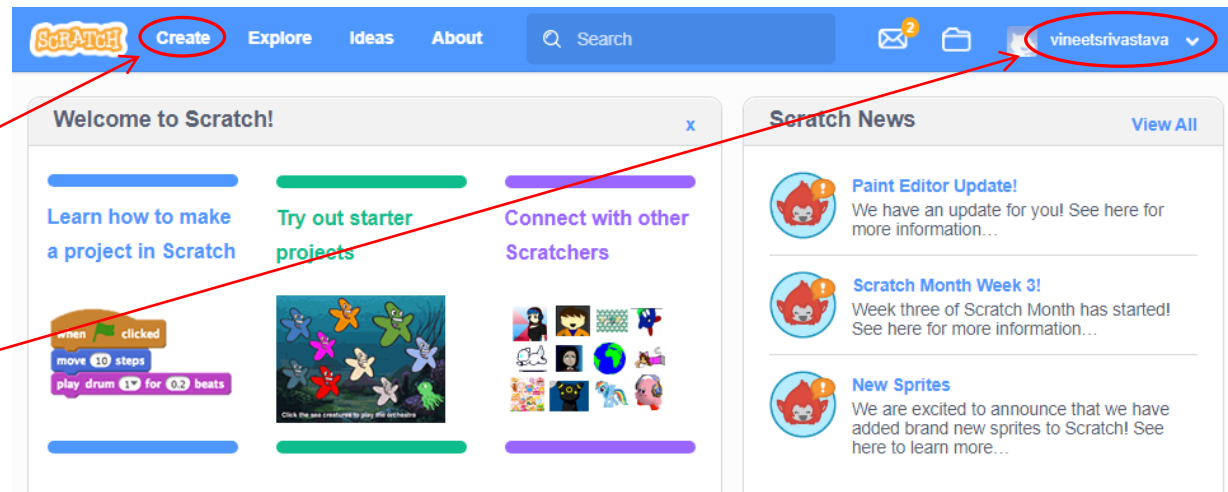 SCRATCH Create Explore Ideas About Search 2 vineetsrivastava
Welcome to Scratch! x
Learn how to make
a project in Scratch
Try out starter
projects
Connect with other
Scratchers
when clicked
move 10 steps
play drum 1 for 0.2 beats
Click the sea creatures to play the orchestra
Scratch News View All
Paint Editor Update!
We have an update for you! See here for
more information…
Scratch Month Week 3!
Week three of Scratch Month has started!
See here for more information…
New Sprites
We are excited to announce that we have
added brand new sprites to Scratch! See
here to learn more…